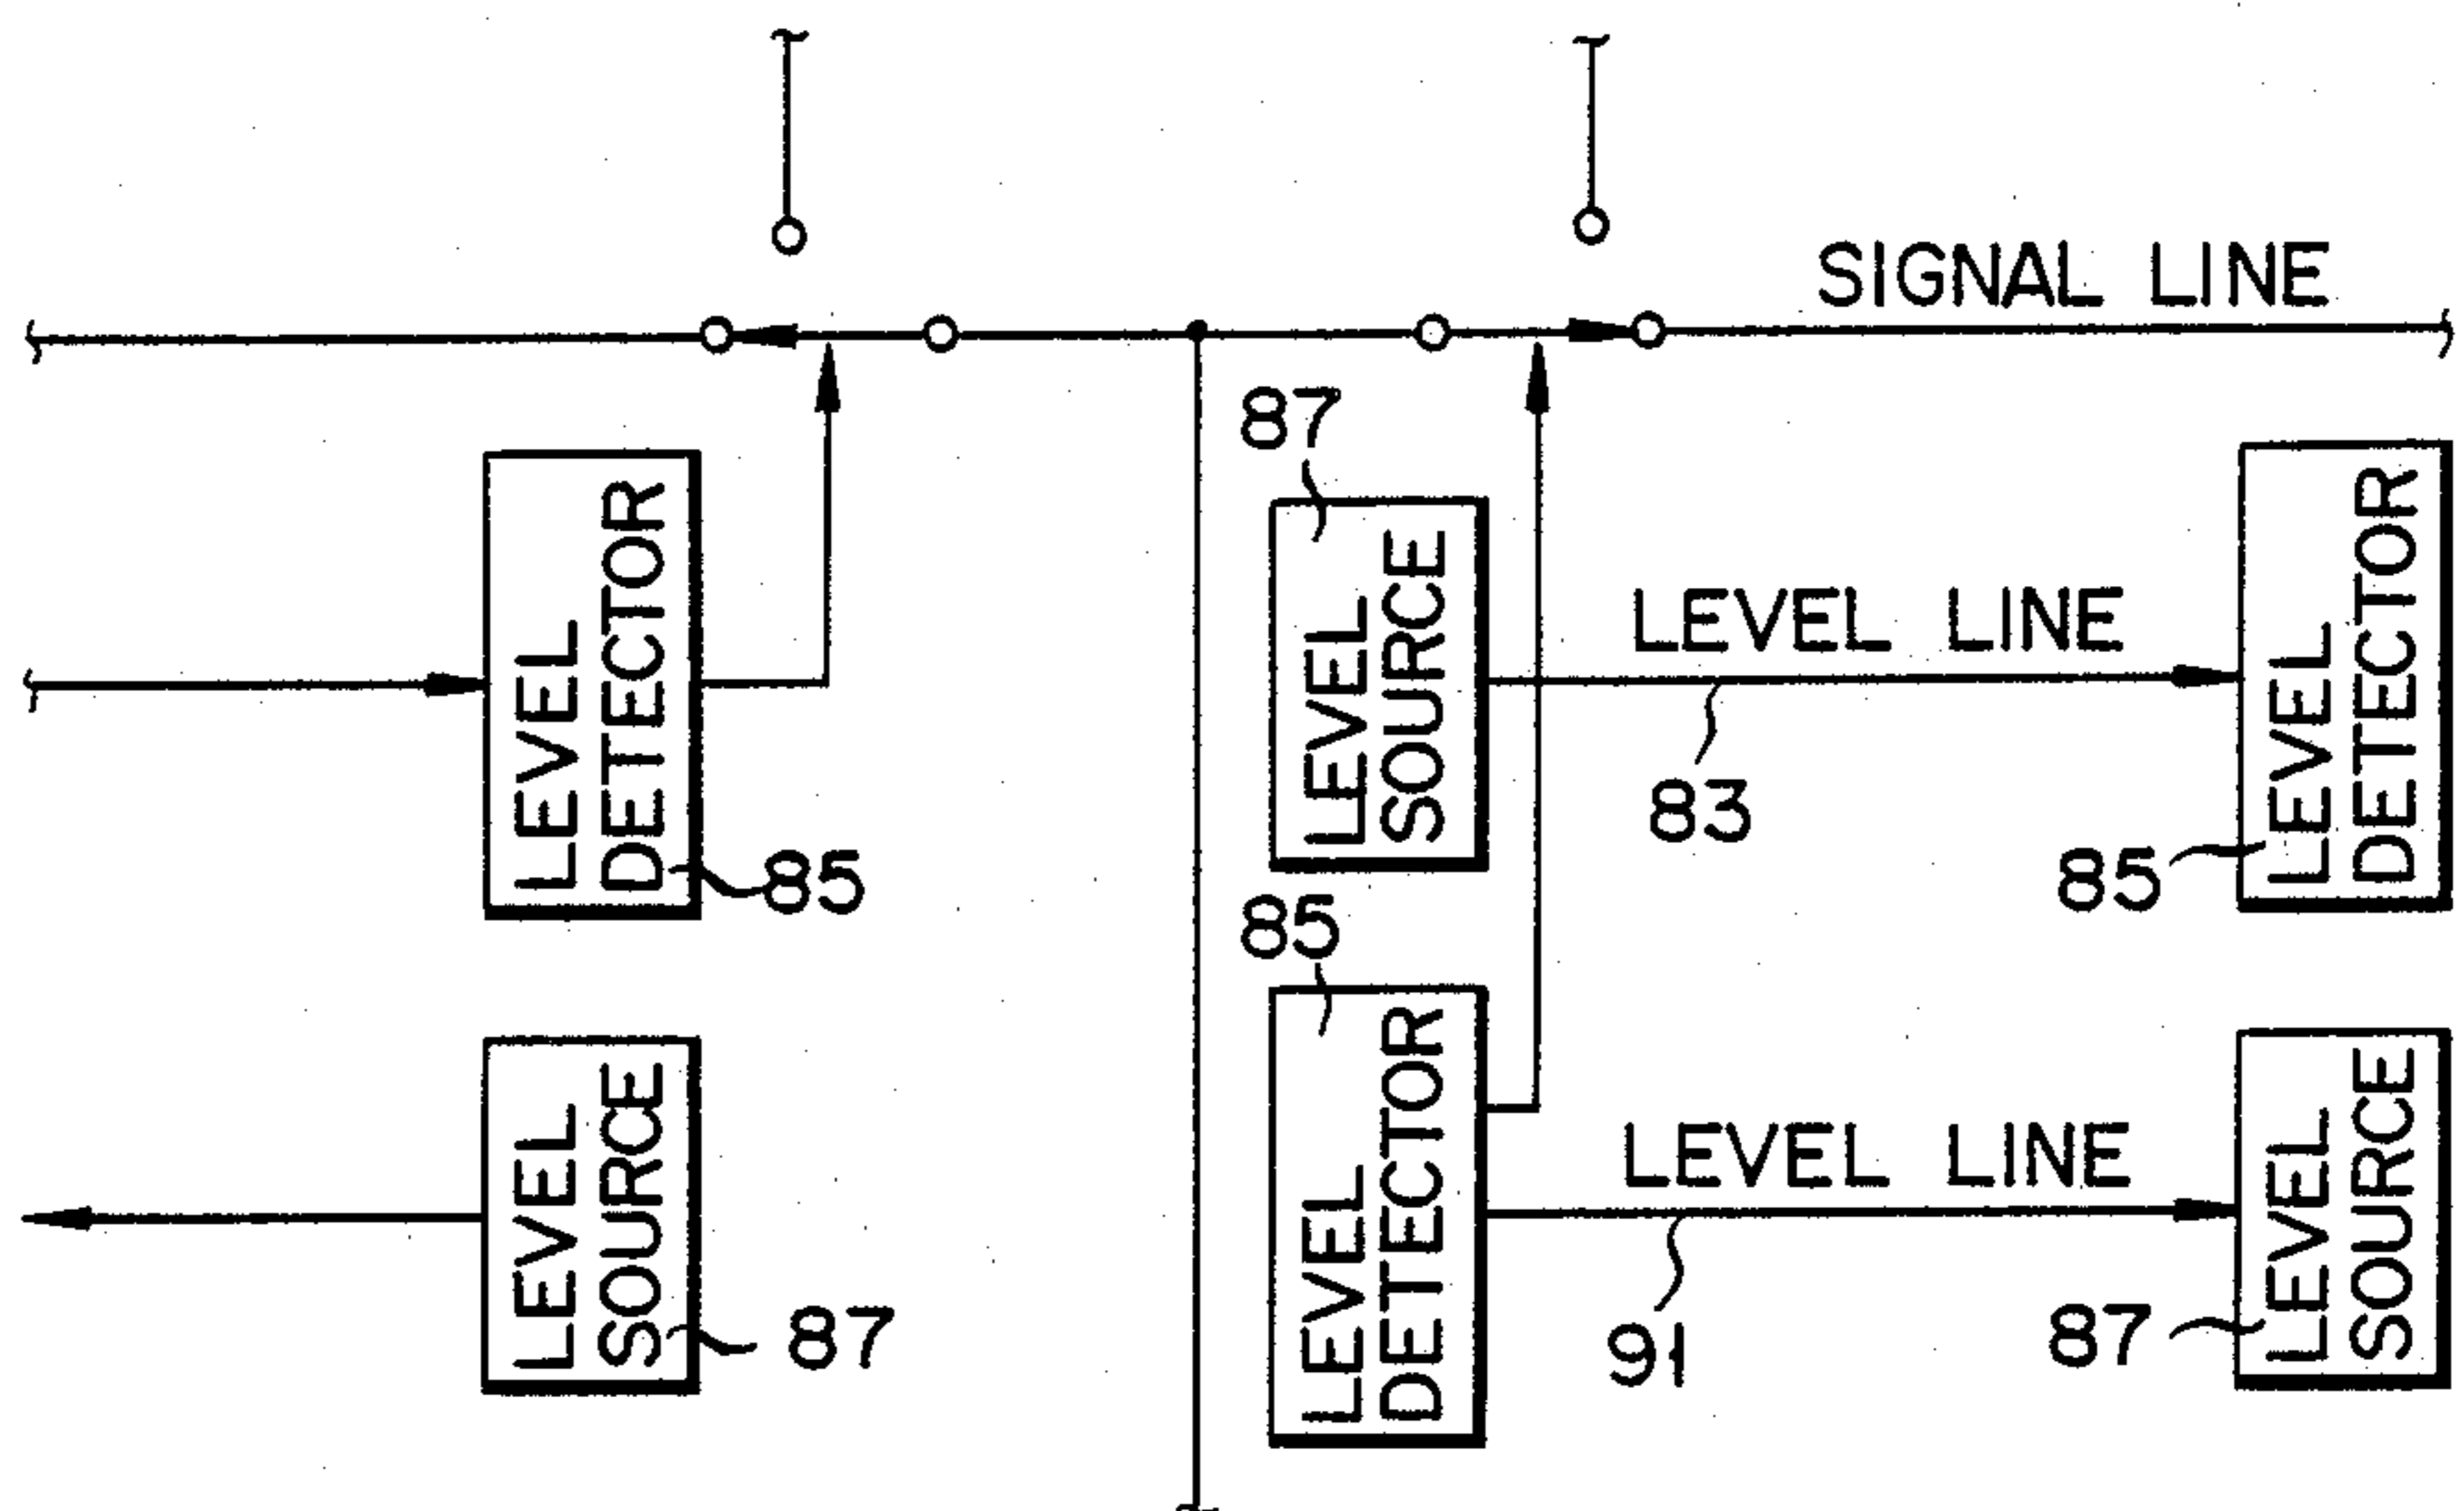 SIGNAL LINE
87
LEVEL
DETECTOR
85
LEVEL
SOURCE
LEVEL LINE
83
LEVEL
DETECTOR
85
85
LEVEL
SOURCE
87
LEVEL
DETECTOR
LEVEL LINE
91
LEVEL
SOURCE
87